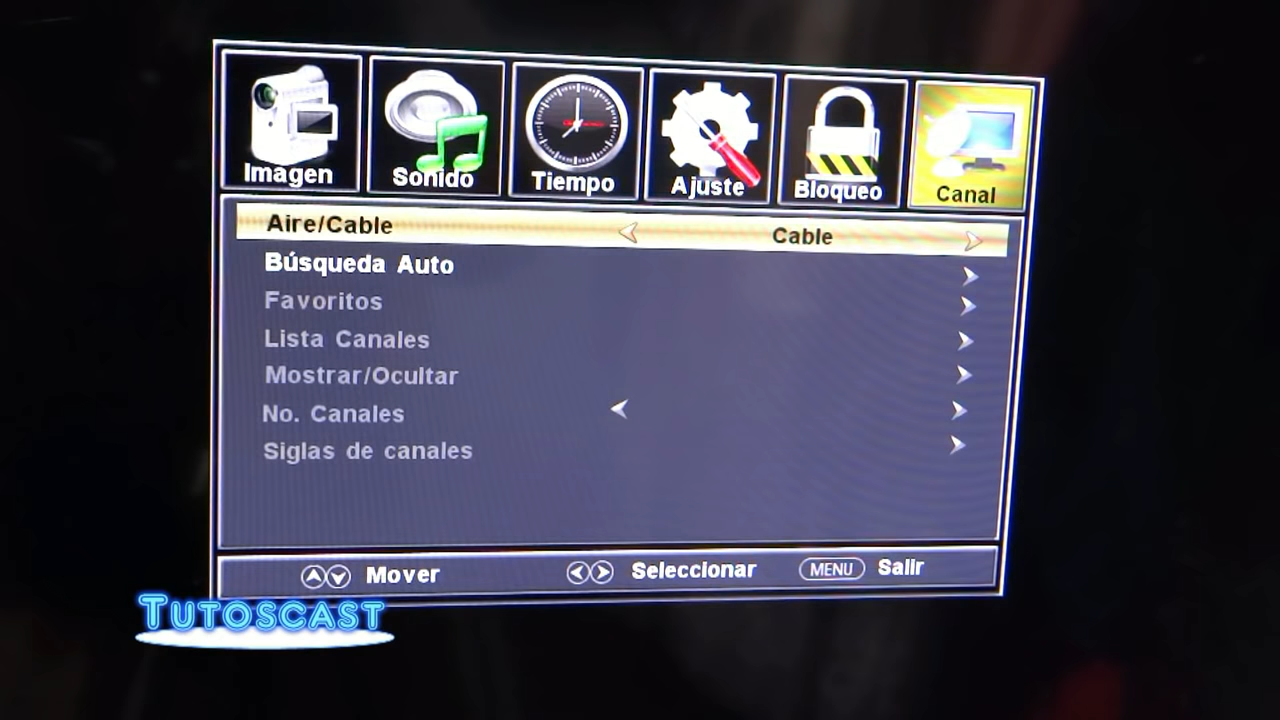 Imagen
Sonido
Tiempo
Ajuste
Bloqueo
Canal
Aire/Cable Cable
Búsqueda Auto
Favoritos
Lista Canales
Mostrar/Ocultar
No. Canales
Siglas de canales
Mover Seleccionar MENU Salir
TUTOSCAST